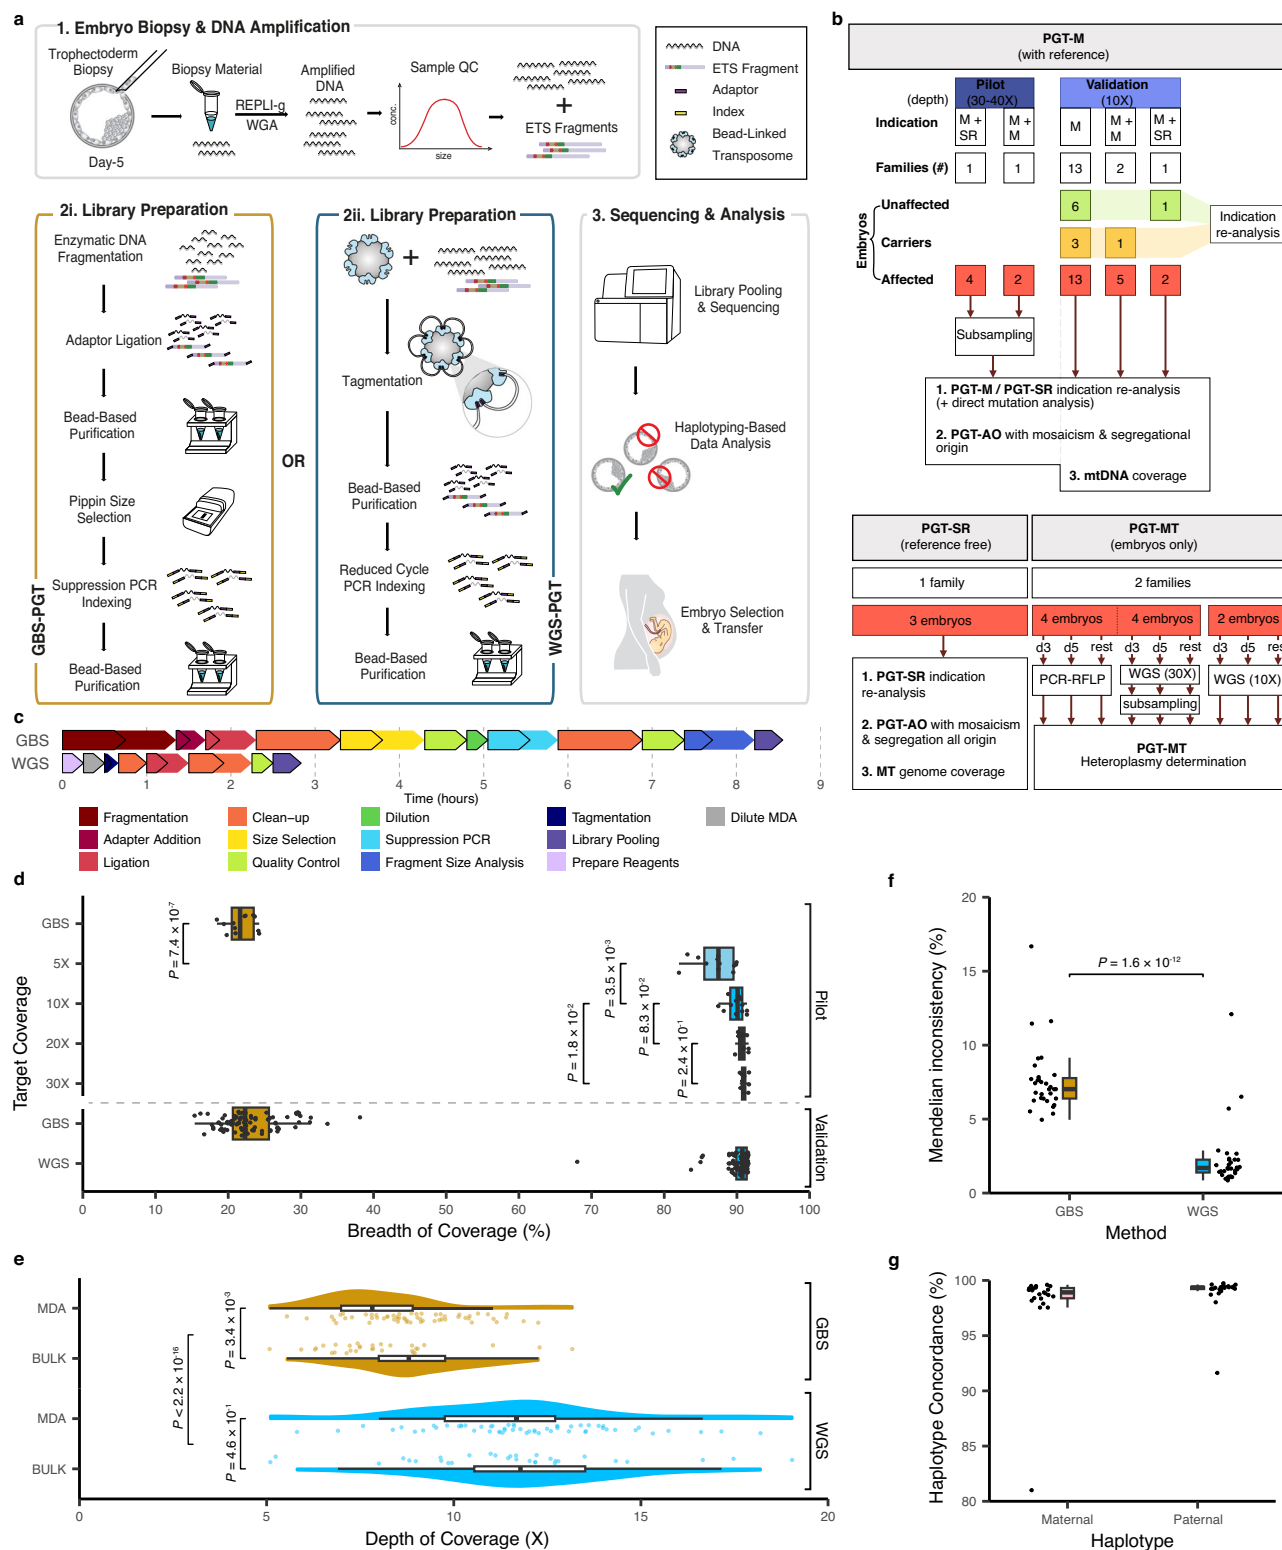 a
1. Embryo Biopsy & DNA Amplification
Trophectoderm
Biopsy
Day-5
Biopsy Material
REPLI-g
WGA
Amplified
DNA
Sample QC
conc.
size
+
ETS Fragments
DNA
ETS Fragment
Adaptor
Index
Bead-Linked
Transposome
2i. Library Preparation
Enzymatic DNA
Fragmentation
Adaptor Ligation
Bead-Based
Purification
Pippin Size
Selection
Suppression PCR
Indexing
Bead-Based
Purification
GBS-PGT
OR
2ii. Library Preparation
+
Tagmentation
Bead-Based
Purification
Reduced Cycle
PCR Indexing
Bead-Based
Purification
WGS-PGT
3. Sequencing & Analysis
Library Pooling
& Sequencing
Haplotyping-Based
Data Analysis
Embryo Selection
& Transfer
b
PGT-M
(with reference)
Pilot Validation
(depth) (30-40X) (10X)
Indication M + SR M + M M M + M M + SR
Families (#) 1 1 13 2 1
Embryos
Unaffected 6 1
Carriers 3 1
Affected 4 2 13 5 2
Indication
re-analysis
Subsampling
1. PGT-M / PGT-SR indication re-analysis
(+ direct mutation analysis)
2. PGT-AO with mosaicism & segregational
origin
3. mtDNA coverage
PGT-SR
(reference free)
1 family
3 embryos
1. PGT-SR indication
re-analysis
2. PGT-AO with mosaicism
& segregation all origin
3. MT genome coverage
PGT-MT
(embryos only)
2 families
4 embryos 4 embryos 2 embryos
d3 d5 rest d3 d5 rest d3 d5 rest
PCR-RFLP WGS (30X) WGS (10X)
subsampling
PGT-MT
Heteroplasmy determination
c
GBS
WGS
0 1 2 3 4 5 6 7 8 9
Time (hours)
Fragmentation Clean-up Dilution Tagmentation Dilute MDA
Adapter Addition Size Selection Suppression PCR Library Pooling
Ligation Quality Control Fragment Size Analysis Prepare Reagents
d
Target Coverage
GBS
5X
10X
20X
30X
GBS
WGS
P = 7.4 × 10-7
P = 3.5 × 10-3
P = 8.3 × 10-2
P = 1.8 × 10-2
P = 2.4 × 10-1
Pilot
Validation
0 10 20 30 40 50 60 70 80 90 100
Breadth of Coverage (%)
e
MDA
BULK
MDA
BULK
P < 2.2 × 10-16
P = 3.4 × 10-3
P = 4.6 × 10-1
GBS
WGS
0 5 10 15 20
Depth of Coverage (X)
f
Mendelian inconsistency (%)
20
15
10
5
0
P = 1.6 × 10-12
GBS WGS
Method
g
Haplotype Concordance (%)
100
95
90
85
80
Maternal Paternal
Haplotype